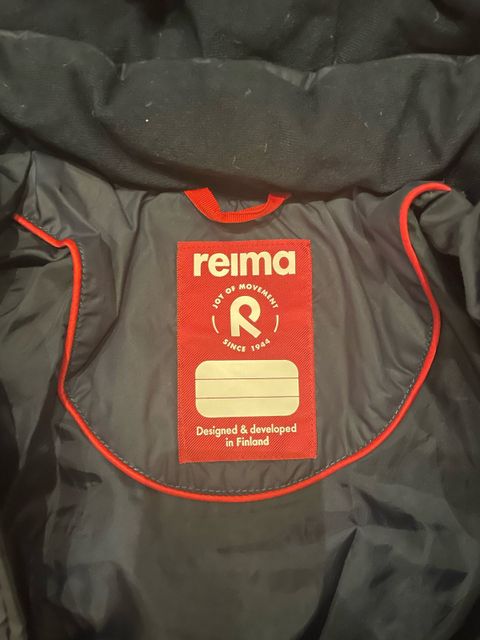 reima
JOY OF MOVEMENT
R
SINCE 1944
Designed & developed
in Finland